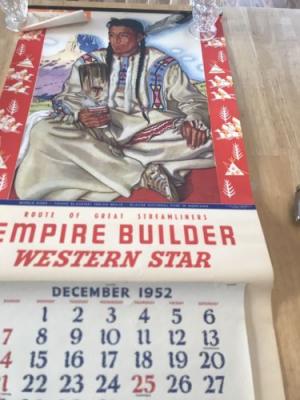 ROUTE OF GREAT STREAMLINERS
EMPIRE BUILDER
WESTERN STAR
DECEMBER 1952
1 2 3 4 5 6
7 8 9 10 11 12 13
14 15 16 17 18 19 20
21 22 23 24 25 26 27